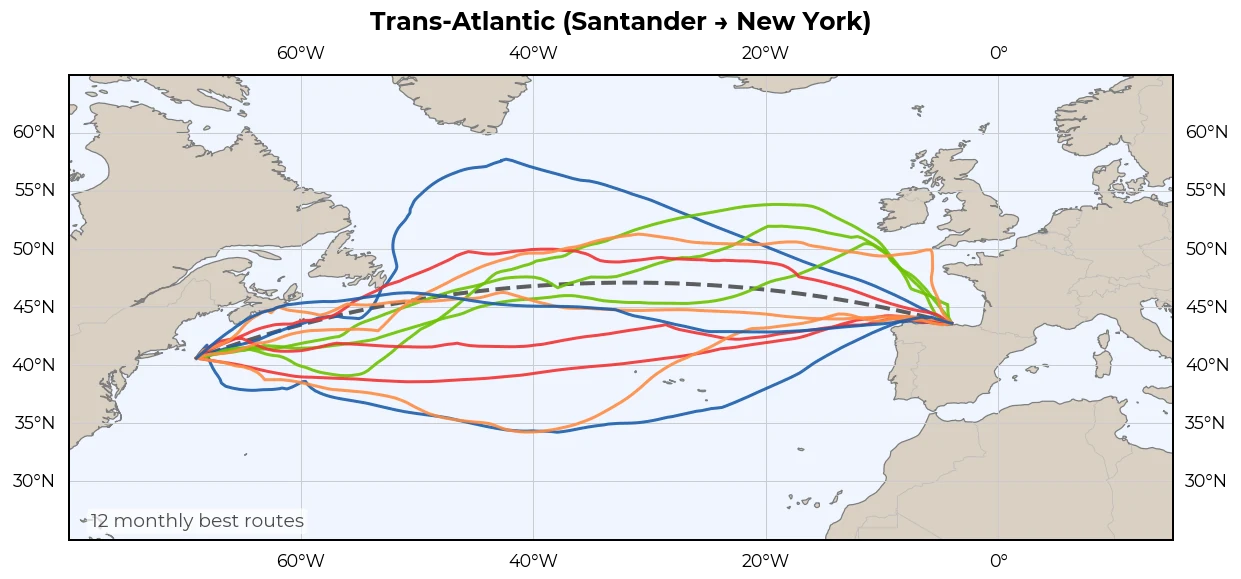 Trans-Atlantic (Santander → New York)
60°W 40°W 20°W 0°
60°N 60°N
55°N 55°N
50°N 50°N
45°N 45°N
40°N 40°N
35°N 35°N
30°N 30°N
12 monthly best routes
60°W 40°W 20°W 0°